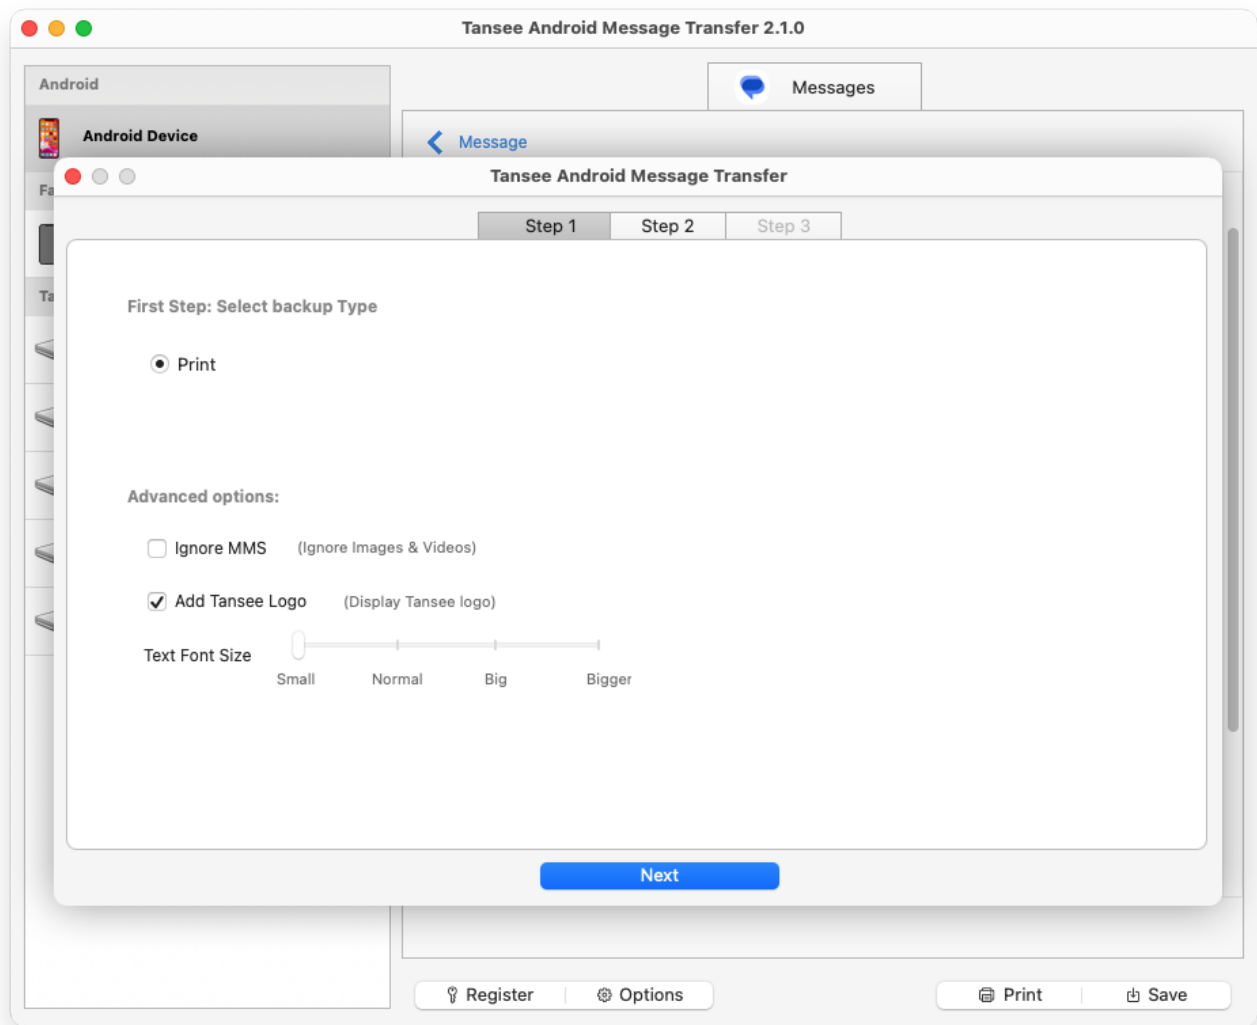 Tansee Android Message Transfer 2.1.0
Android
Messages
Android Device
Message
Tansee Android Message Transfer
Fa
Step 1 Step 2 Step 3
Ta
First Step: Select backup Type
Print
Advanced options:
Ignore MMS (Ignore Images & Videos)
Add Tansee Logo (Display Tansee logo)
Text Font Size
Small Normal Big Bigger
Next
Register Options Print Save